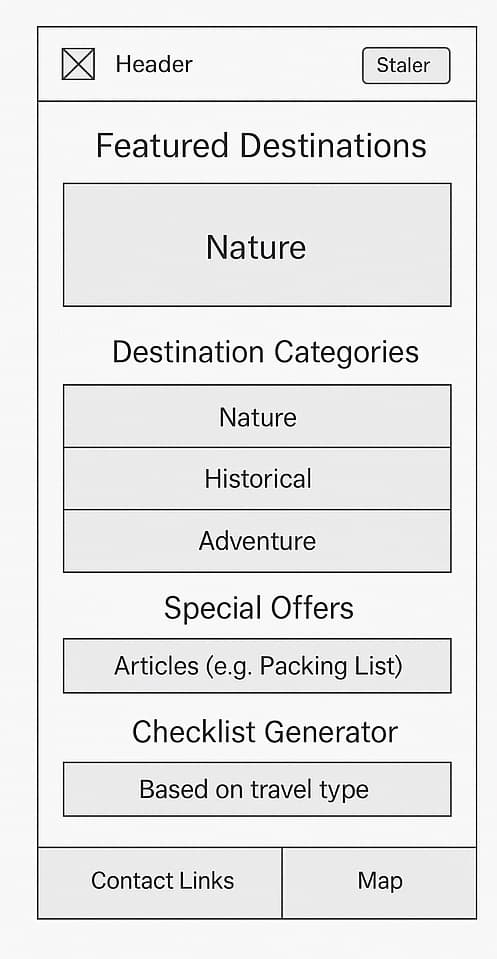 Header
Staler
Featured Destinations
Nature
Destination Categories
Nature
Historical
Adventure
Special Offers
Articles (e.g. Packing List)
Checklist Generator
Based on travel type
Contact Links
Map